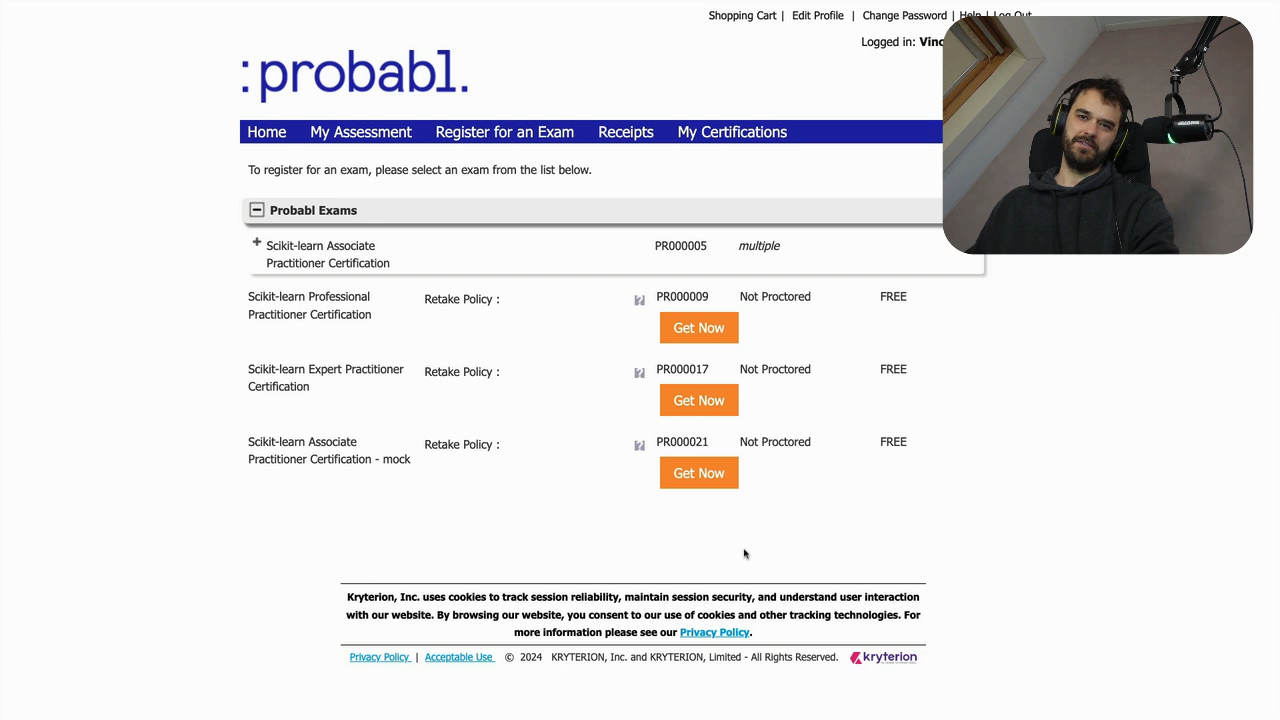 Shopping Cart | Edit Profile | Change Password | Help | Log Out
Logged in:
:probabl.
Home My Assessment Register for an Exam Receipts My Certifications
To register for an exam, please select an exam from the list below.
Probabl Exams
Scikit-learn Associate Practitioner Certification PR000005 multiple
Scikit-learn Professional Practitioner Certification Retake Policy : PR000009 Not Proctored FREE
Get Now
Scikit-learn Expert Practitioner Certification Retake Policy : PR000017 Not Proctored FREE
Get Now
Scikit-learn Associate Practitioner Certification - mock Retake Policy : PR000021 Not Proctored FREE
Get Now
Kryterion, Inc. uses cookies to track session reliability, maintain session security, and understand user interaction
with our website. By browsing our website, you consent to our use of cookies and other tracking technologies. For
more information please see our Privacy Policy.
Privacy Policy | Acceptable Use © 2024 KRYTERION, Inc. and KRYTERION, Limited - All Rights Reserved. kryterion